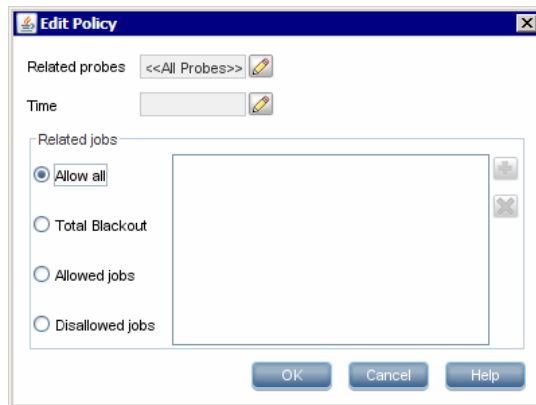 Edit Policy
Related probes <<All Probes>>
Time
Related jobs
Allow all
Total Blackout
Allowed jobs
Disallowed jobs
OK Cancel Help